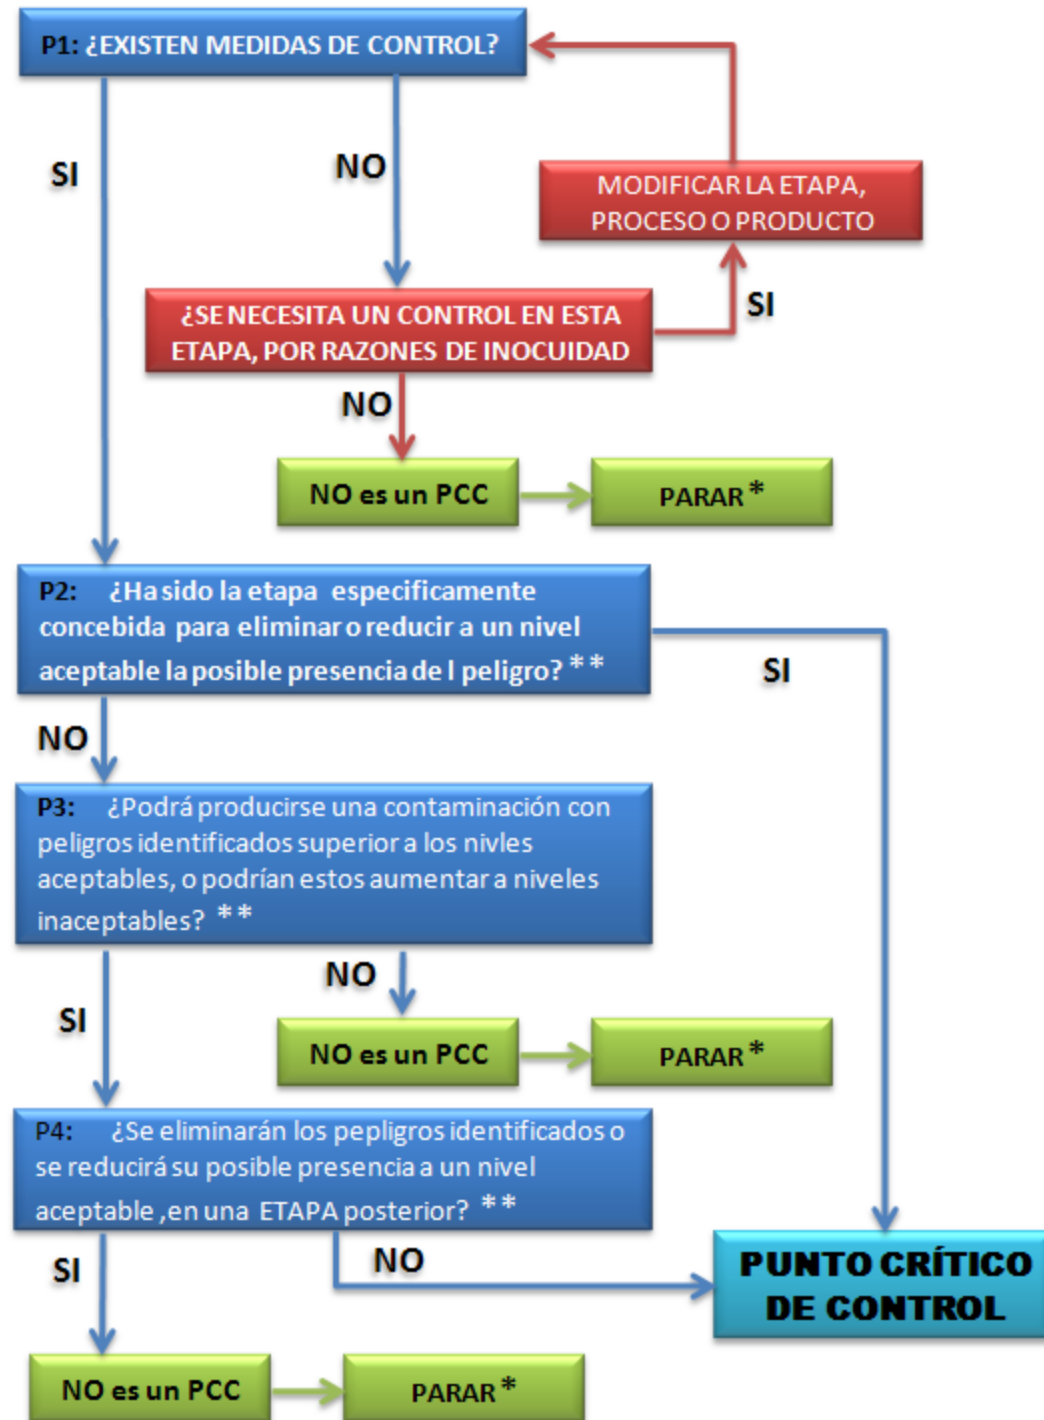 P1: ¿EXISTEN MEDIDAS DE CONTROL?
SI
NO
MODIFICAR LA ETAPA,
PROCESO O PRODUCTO
SI
¿SE NECESITA UN CONTROL EN ESTA
ETAPA, POR RAZONES DE INOCUIDAD
NO
NO es un PCC
PARAR *
P2: ¿Ha sido la etapa especificamente
concebida para eliminar o reducir a un nivel
aceptable la posible presencia de l peligro? * *
SI
NO
P3: ¿Podrá producirse una contaminación con
peligros identificados superior a los nivles
aceptables, o podrían estos aumentar a niveles
inaceptables? * *
NO
SI
NO es un PCC
PARAR *
P4: ¿Se eliminarán los pepligros identificados o
se reducirá su posible presencia a un nivel
aceptable ,en una ETAPA posterior? * *
SI
NO
PUNTO CRÍTICO
DE CONTROL
NO es un PCC
PARAR *